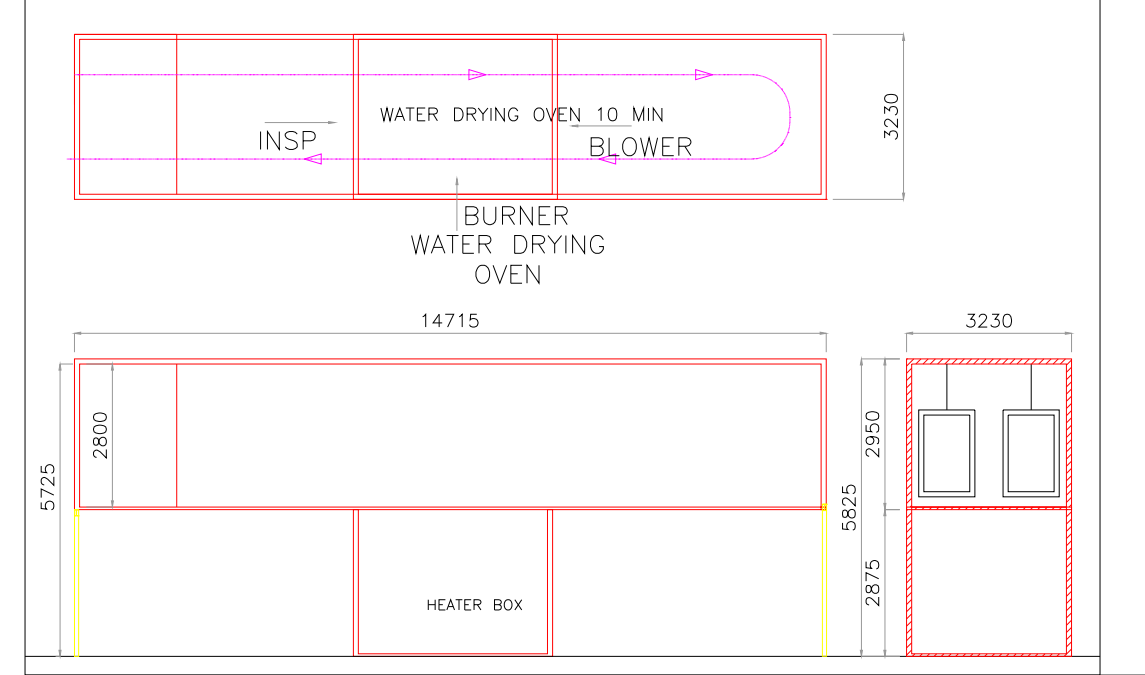 WATER DRYING OVEN 10 MIN
INSP
BLOWER
3230
BURNER
WATER DRYING
OVEN
14715
3230
2800
5725
2950
5825
2875
HEATER BOX